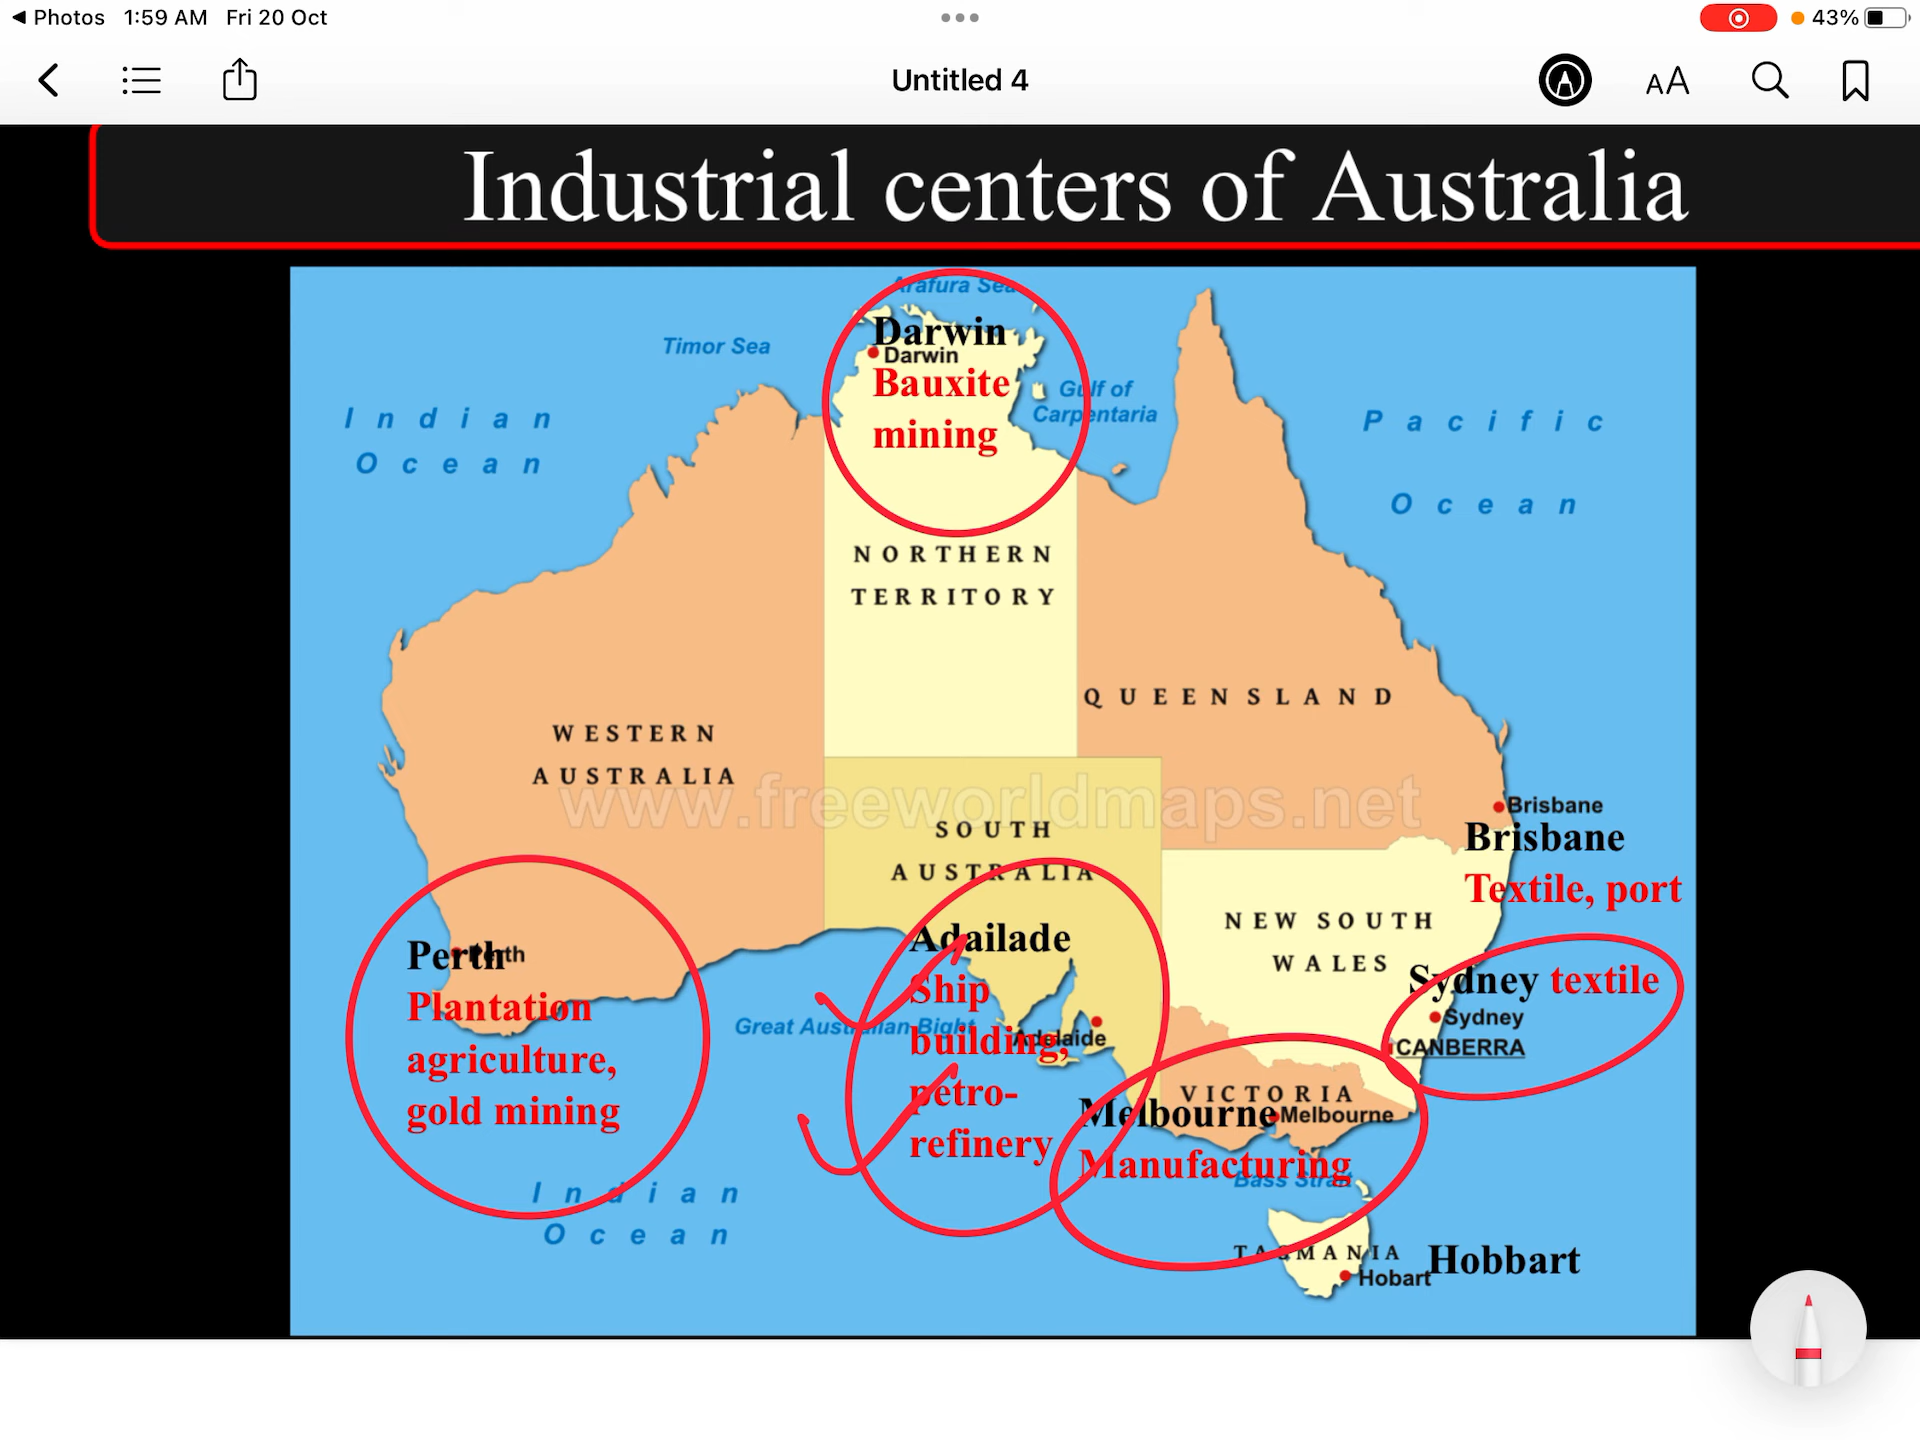 Photos 1:59 AM Fri 20 Oct
43%
Untitled 4
AA
Industrial centers of Australia
Arafura Sea
Darwin
Darwin
Bauxite
mining
Timor Sea
Gulf of
Carpentaria
Indian
Ocean
Pacific
Ocean
NORTHERN
TERRITORY
QUEENSLAND
WESTERN
AUSTRALIA
www.freeworldmaps.net
SOUTH
AUSTRALIA
Brisbane
Brisbane
Textile, port
NEW SOUTH
WALES
Perth
Perth
Plantation
agriculture,
gold mining
Adailade
Ship
building,
petro-
refinery
Great Australian Bight
Adelaide
Sydney textile
Sydney
CANBERRA
VICTORIA
Melbourne
Melbourne
Manufacturing
Bass Strait
Indian
Ocean
TASMANIA
Hobbart
Hobart